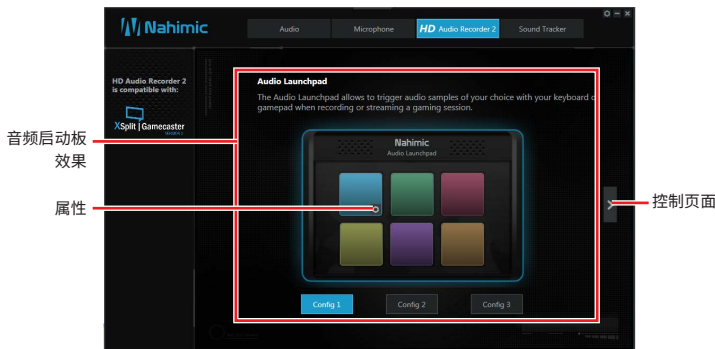 Nahimic
Audio
Microphone
HD Audio Recorder 2
Sound Tracker
HD Audio Recorder 2
is compatible with:
XSplit | Gamecaster
Audio Launchpad
The Audio Launchpad allows to trigger audio samples of your choice with your keyboard o
gamepad when recording or streaming a gaming session.
Nahimic
Audio Launchpad
Config 1
Config 2
Config 3
音频启动板
效果
属性
控制页面